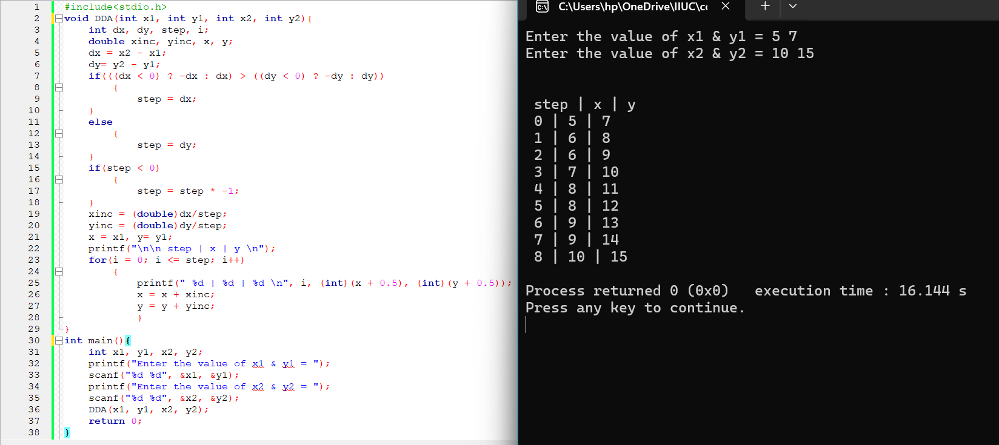 1 #include<stdio.h>
2 void DDA(int x1, int y1, int x2, int y2){
3 int dx, dy, step, i;
4 double xinc, yinc, x, y;
5 dx = x2 - x1;
6 dy= y2 - y1;
7 if(((dx < 0) ? -dx : dx) > ((dy < 0) ? -dy : dy))
8 {
9 step = dx;
10 }
11 else
12 {
13 step = dy;
14 }
15 if(step < 0)
16 {
17 step = step * -1;
18 }
19 xinc = (double)dx/step;
20 yinc = (double)dy/step;
21 x = x1, y= y1;
22 printf("\n\n step | x | y \n");
23 for(i = 0; i <= step; i++)
24 {
25 printf(" %d | %d | %d \n", i, (int)(x + 0.5), (int)(y + 0.5));
26 x = x + xinc;
27 y = y + yinc;
28 }
29 }
30 int main(){
31 int x1, y1, x2, y2;
32 printf("Enter the value of x1 & y1 = ");
33 scanf("%d %d", &x1, &y1);
34 printf("Enter the value of x2 & y2 = ");
35 scanf("%d %d", &x2, &y2);
36 DDA(x1, y1, x2, y2);
37 return 0;
38 }
C:\Users\hp\OneDrive\IIUC\
Enter the value of x1 & y1 = 5 7
Enter the value of x2 & y2 = 10 15
step | x | y
0 | 5 | 7
1 | 6 | 8
2 | 6 | 9
3 | 7 | 10
4 | 8 | 11
5 | 8 | 12
6 | 9 | 13
7 | 9 | 14
8 | 10 | 15
Process returned 0 (0x0) execution time : 16.144 s
Press any key to continue.